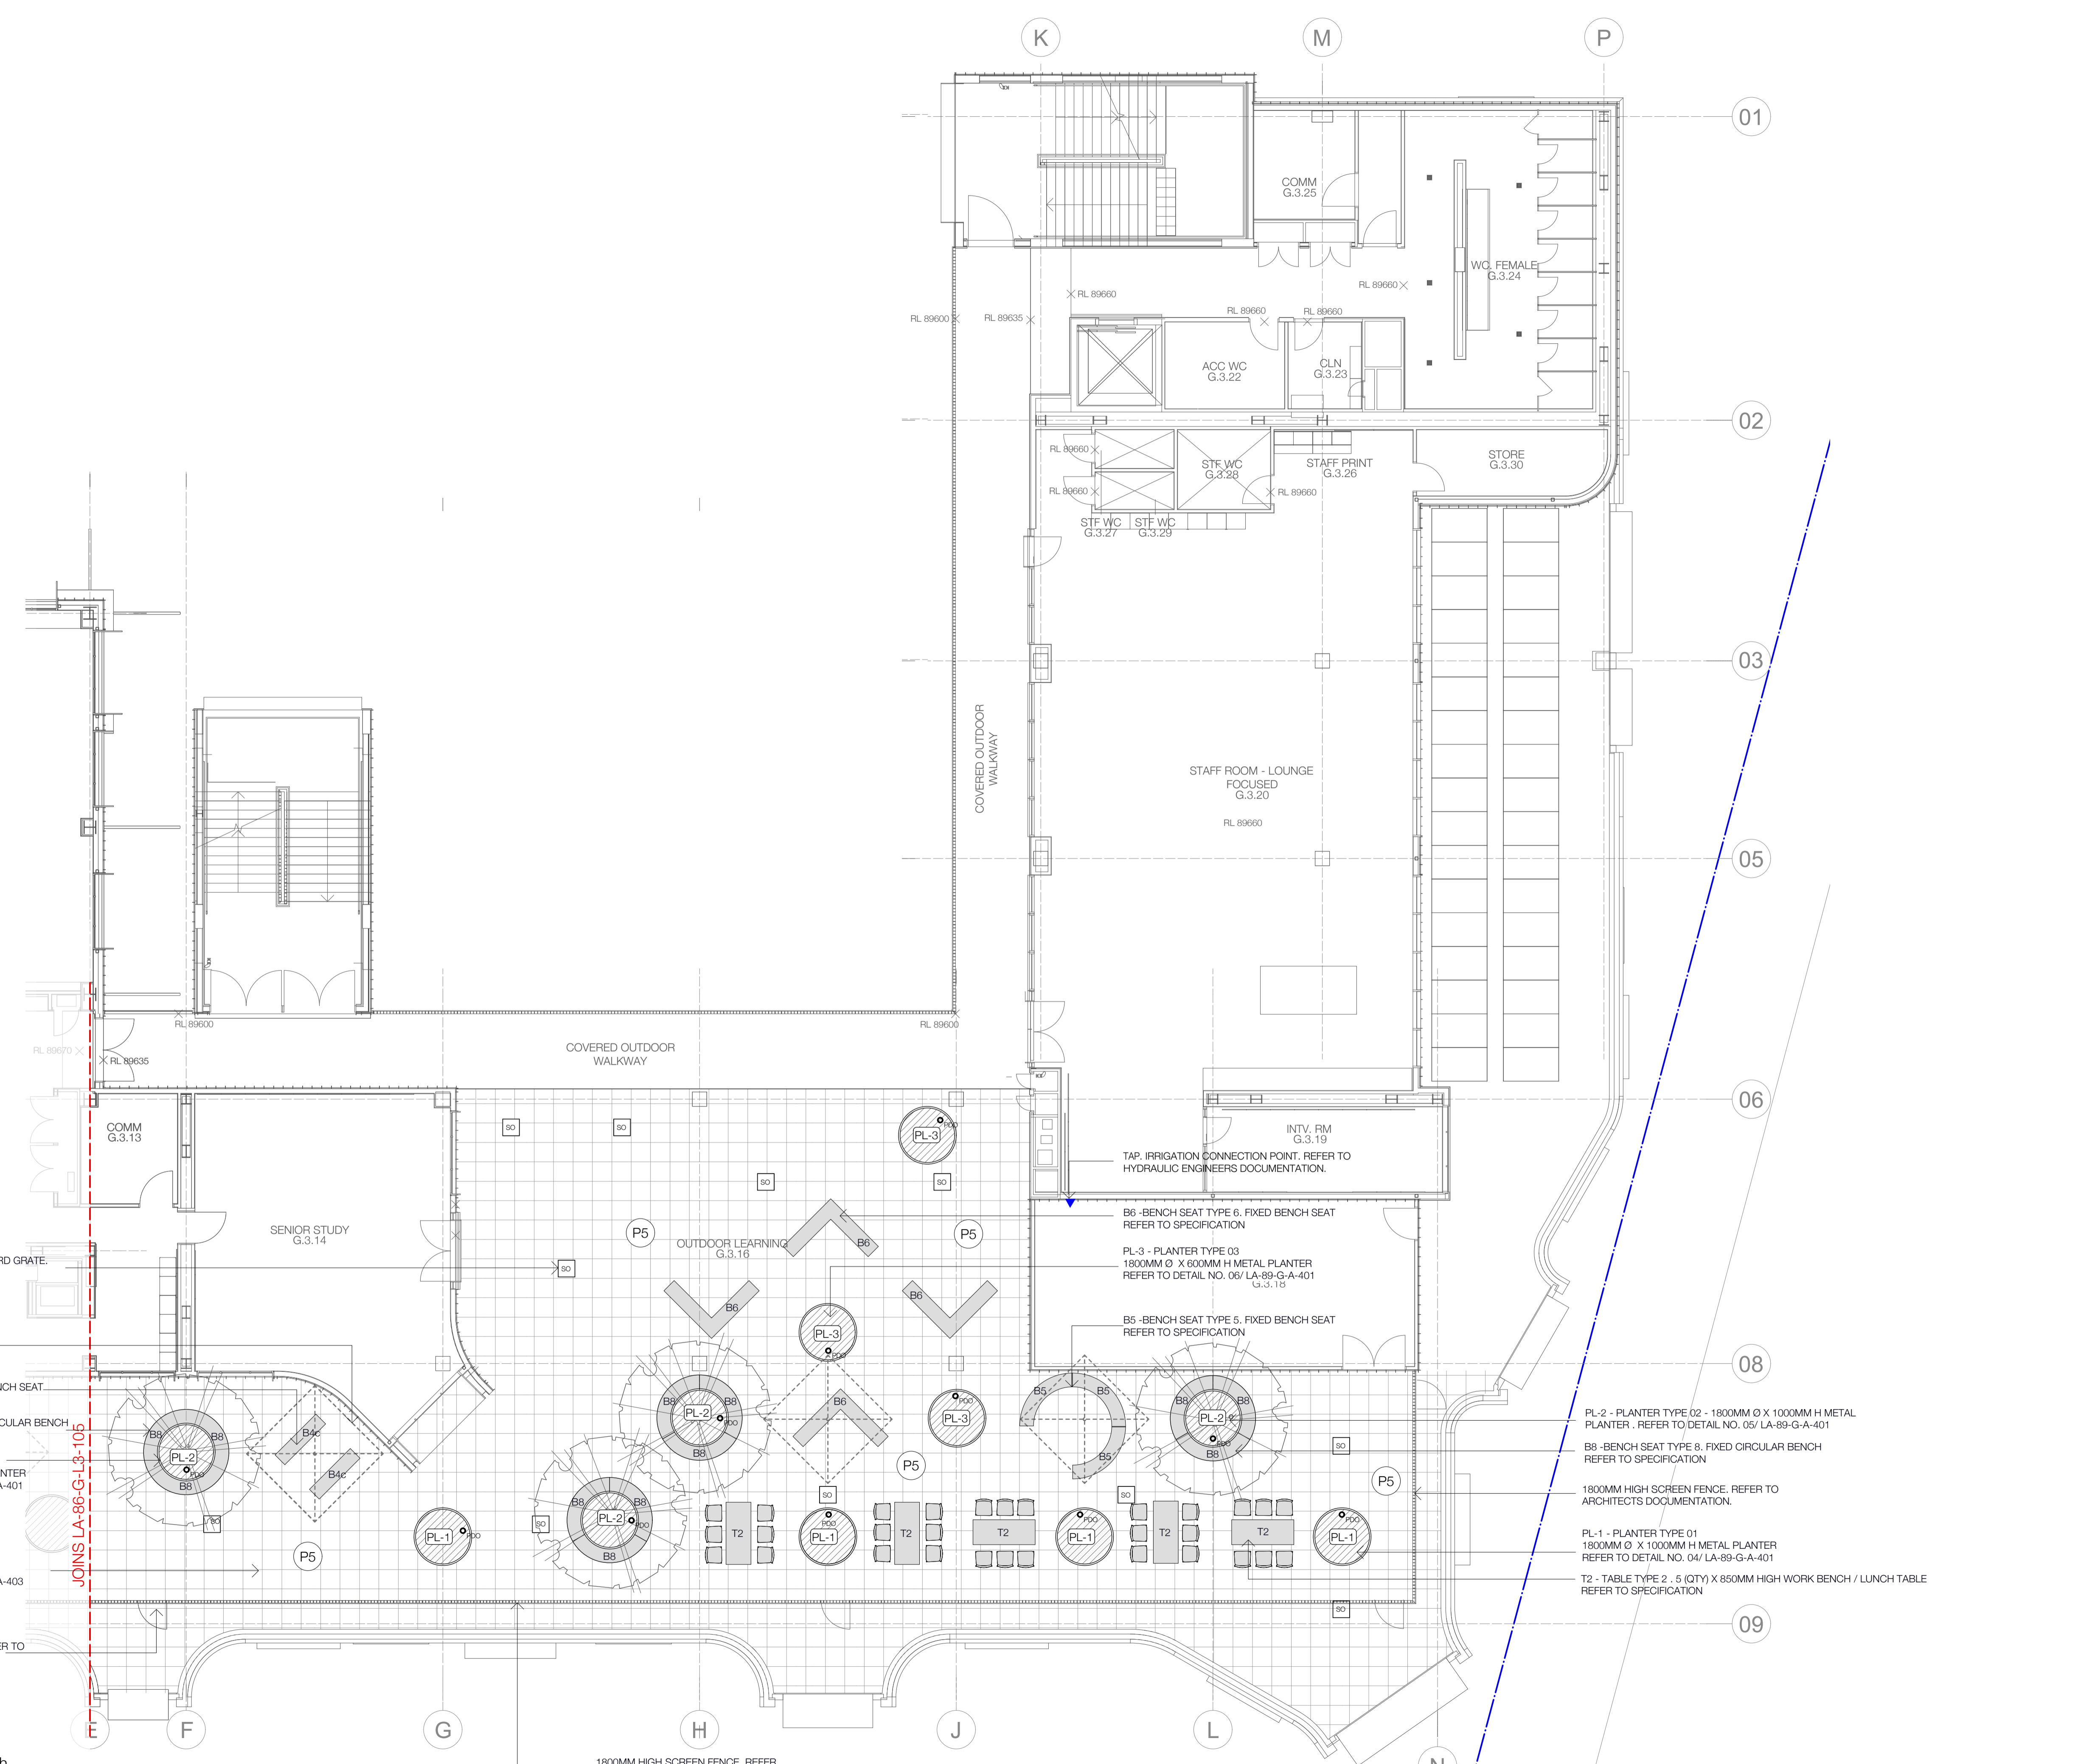 K
M
P
01
COMM
G.3.25
WC. FEMALE
G.3.24
RL 89660
RL 89660
RL 89600
RL 89635
RL 89660
RL 89660
ACC WC
G.3.22
CLN
G.3.23
02
RL 89660
STF WC
G.3.28
STAFF PRINT
G.3.26
STORE
G.3.30
RL 89660
RL 89660
STF WC
G.3.27
STF WC
G.3.29
03
COVERED OUTDOOR
WALKWAY
STAFF ROOM - LOUNGE
FOCUSED
G.3.20
RL 89660
05
RL 89600
RL 89600
COVERED OUTDOOR
WALKWAY
RL 89670
RL 89635
06
COMM
G.3.13
SO
SO
PL-3
PDO
INTV. RM
G.3.19
TAP. IRRIGATION CONNECTION POINT. REFER TO
HYDRAULIC ENGINEERS DOCUMENTATION.
SO
SO
SENIOR STUDY
G.3.14
P5
OUTDOOR LEARNING
G.3.16
B6
P5
B6 -BENCH SEAT TYPE 6. FIXED BENCH SEAT
REFER TO SPECIFICATION
RD GRATE.
SO
PL-3 - PLANTER TYPE 03
1800MM Ø X 600MM H METAL PLANTER
REFER TO DETAIL NO. 06/ LA-89-G-A-401
G.3.18
B6
B6
PL-3
PDO
B5 -BENCH SEAT TYPE 5. FIXED BENCH SEAT
REFER TO SPECIFICATION
08
NCH SEAT
CULAR BENCH
NTER
A-401
A-403
ER TO
JOINS LA-86-G-L3-105
B8
B8
PL-2
PDO
B8
B4c
B4c
B8
B8
PL-2
PDO
B8
B6
PDO
PL-3
B5
B5
B5
B8
B8
PL-2
PDO
B8
PL-2 - PLANTER TYPE 02 - 1800MM Ø X 1000MM H METAL
PLANTER . REFER TO DETAIL NO. 05/ LA-89-G-A-401
B8 -BENCH SEAT TYPE 8. FIXED CIRCULAR BENCH
REFER TO SPECIFICATION
SO
P5
P5
SO
SO
1800MM HIGH SCREEN FENCE. REFER TO
ARCHITECTS DOCUMENTATION.
SO
SO
B8
B8
PL-2
PDO
B8
P5
PL-1
PDO
T2
PDO
PL-1
T2
T2
PDO
PL-1
T2
T2
PDO
PL-1
PL-1 - PLANTER TYPE 01
1800MM Ø X 1000MM H METAL PLANTER
REFER TO DETAIL NO. 04/ LA-89-G-A-401
T2 - TABLE TYPE 2 . 5 (QTY) X 850MM HIGH WORK BENCH / LUNCH TABLE
REFER TO SPECIFICATION
SO
09
E
F
G
H
J
L
N
1800MM HIGH SCREEN FENCE. REFER